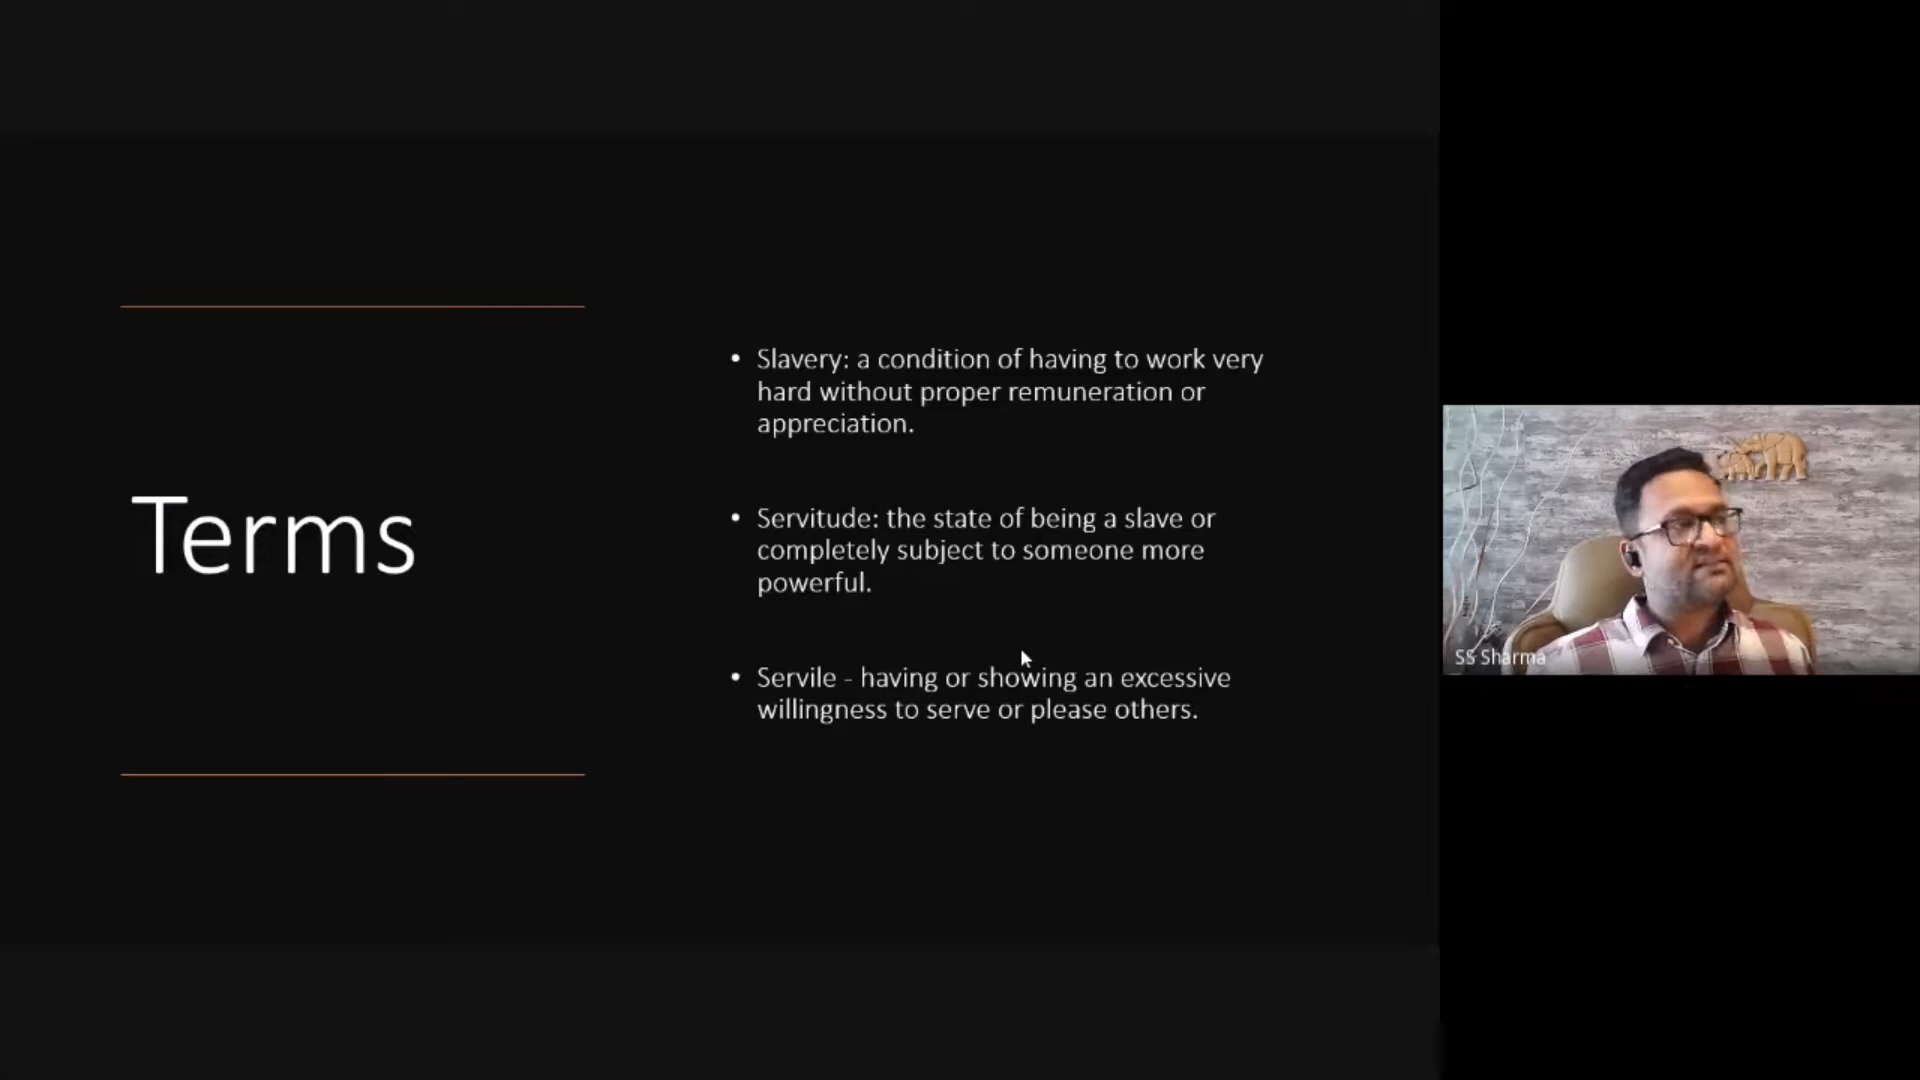 Terms
• Slavery: a condition of having to work very
hard without proper remuneration or
appreciation.
• Servitude: the state of being a slave or
completely subject to someone more
powerful.
• Servile - having or showing an excessive
willingness to serve or please others.
SS Sharma